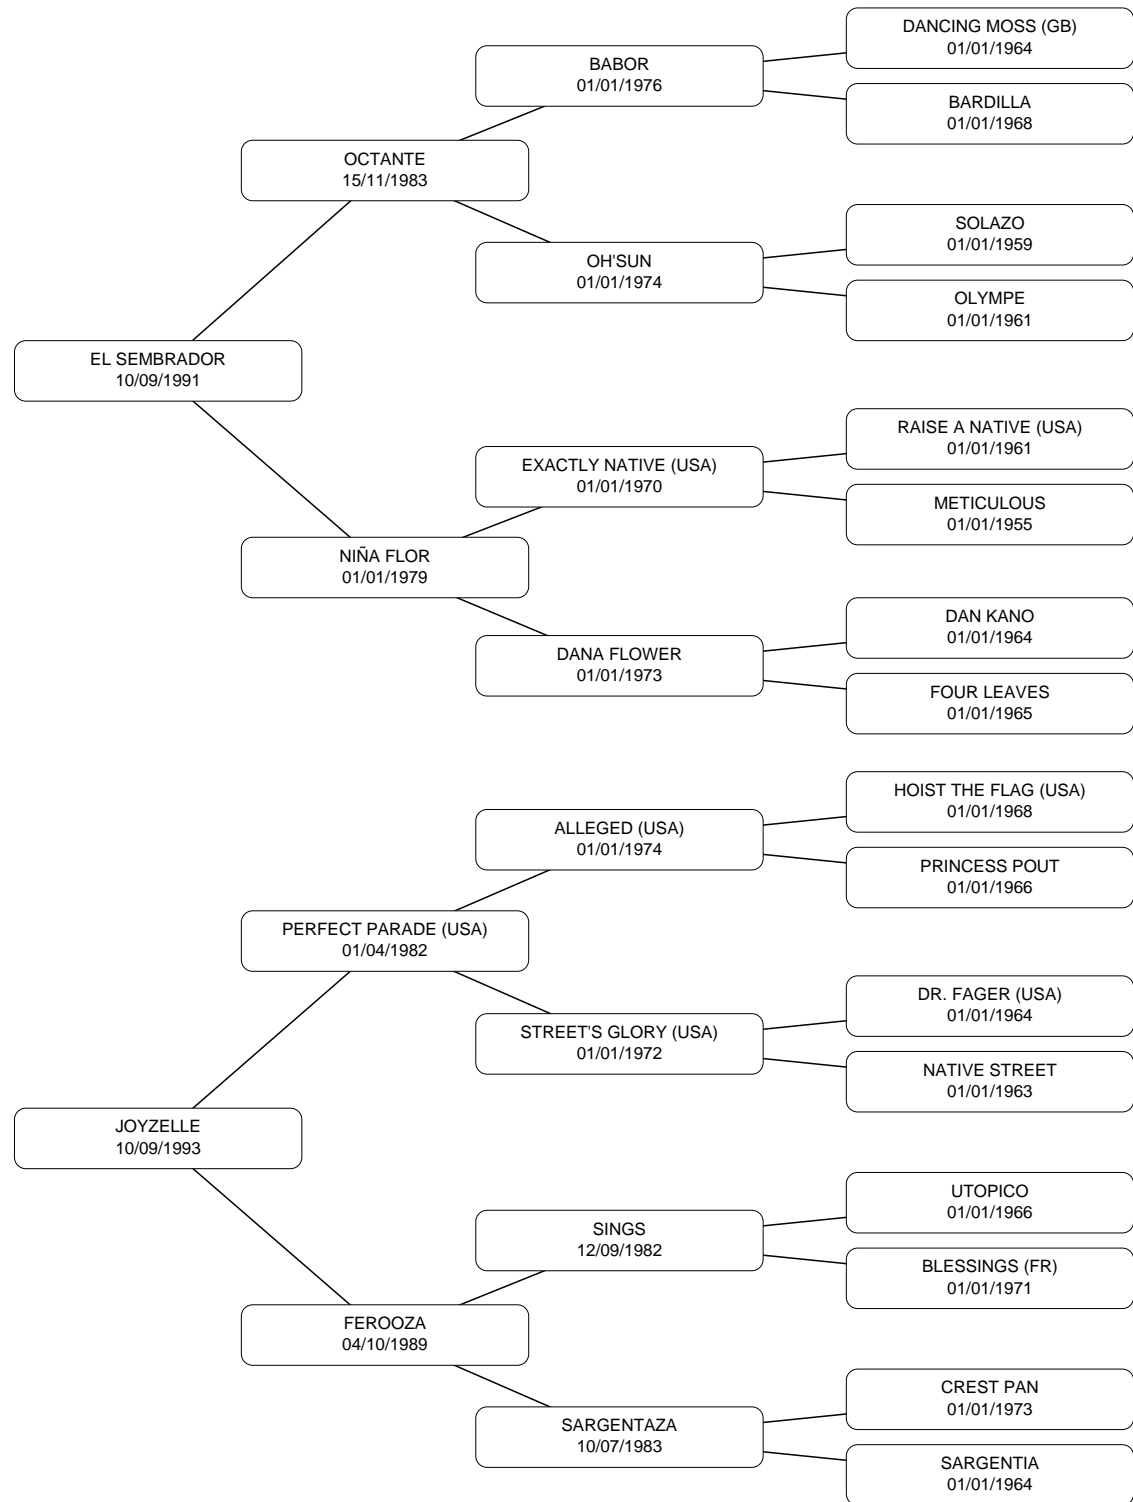 DANCING MOSS (GB)
01/01/1964
BABOR
01/01/1976
BARDILLA
01/01/1968
OCTANTE
15/11/1983
SOLAZO
01/01/1959
OH'SUN
01/01/1974
OLYMPE
01/01/1961
EL SEMBRADOR
10/09/1991
RAISE A NATIVE (USA)
01/01/1961
EXACTLY NATIVE (USA)
01/01/1970
METICULOUS
01/01/1955
NIÑA FLOR
01/01/1979
DAN KANO
01/01/1964
DANA FLOWER
01/01/1973
FOUR LEAVES
01/01/1965
HOIST THE FLAG (USA)
01/01/1968
ALLEGED (USA)
01/01/1974
PRINCESS POUT
01/01/1966
PERFECT PARADE (USA)
01/04/1982
DR. FAGER (USA)
01/01/1964
STREET'S GLORY (USA)
01/01/1972
NATIVE STREET
01/01/1963
JOYZELLE
10/09/1993
UTOPICO
01/01/1966
SINGS
12/09/1982
BLESSINGS (FR)
01/01/1971
FEROOZA
04/10/1989
CREST PAN
01/01/1973
SARGENTAZA
10/07/1983
SARGENTIA
01/01/1964